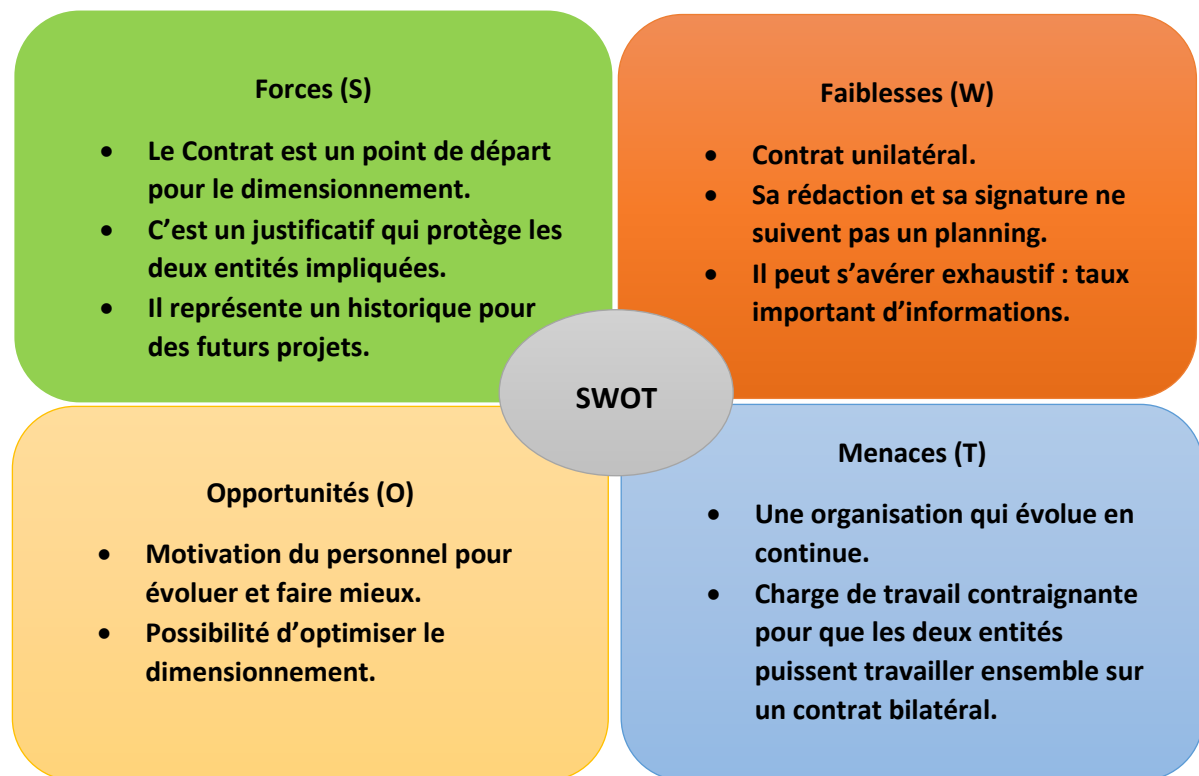 Forces (S)
• Le Contrat est un point de départ
pour le dimensionnement.
• C’est un justificatif qui protège les
deux entités impliquées.
• Il représente un historique pour
des futurs projets.
Faiblesses (W)
• Contrat unilatéral.
• Sa rédaction et sa signature ne
suivent pas un planning.
• Il peut s’avérer exhaustif : taux
important d’informations.
SWOT
Opportunités (O)
• Motivation du personnel pour
évoluer et faire mieux.
• Possibilité d’optimiser le
dimensionnement.
Menaces (T)
• Une organisation qui évolue en
continue.
• Charge de travail contraignante
pour que les deux entités
puissent travailler ensemble sur
un contrat bilatéral.